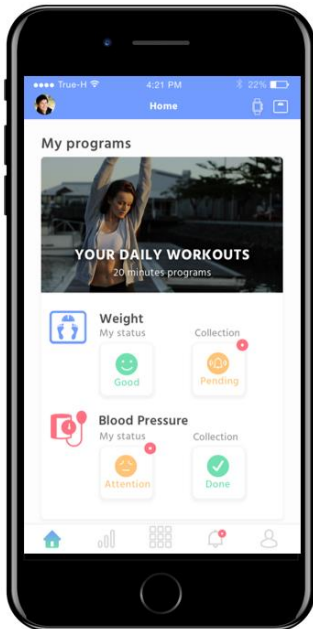 True-H 4:21 PM 22%
Home
My programs
YOUR DAILY WORKOUTS
20 minutes programs
Weight
My status Collection
Good Pending
Blood Pressure
My status Collection
Attention Done